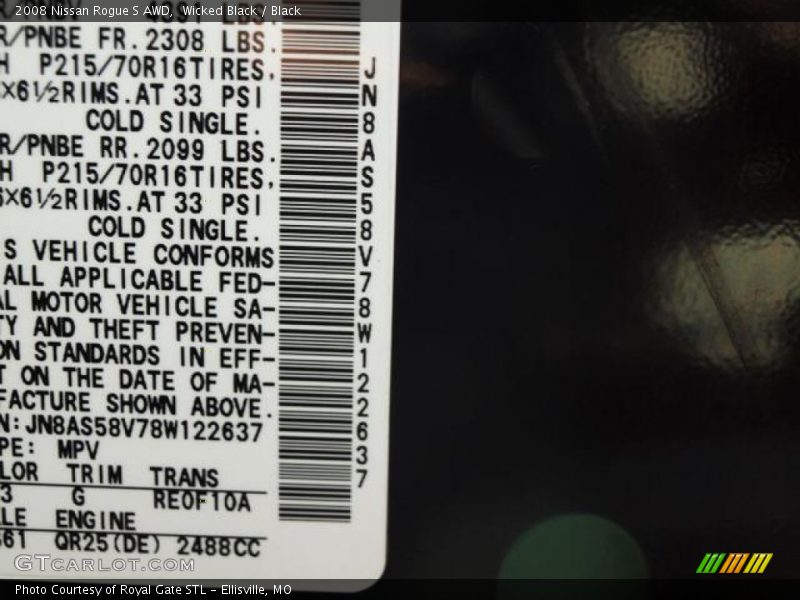 2008 Nissan Rogue S AWD, Wicked Black / Black
R/PNBE FR. 2308 LBS.
H P215/70R16TIRES,
×6½RIMS. AT 33 PSI
COLD SINGLE.
R/PNBE RR. 2099 LBS.
H P215/70R16TIRES,
×6½RIMS. AT 33 PSI
COLD SINGLE.
S VEHICLE CONFORMS
ALL APPLICABLE FED-
AL MOTOR VEHICLE SA-
TY AND THEFT PREVEN-
ON STANDARDS IN EFF-
T ON THE DATE OF MA-
FACTURE SHOWN ABOVE.
N: JN8AS58V78W122637
PE: MPV
LOR TRIM TRANS
3 G RE0F10A
LE ENGINE
61 QR25(DE) 2488CC
JN8AS58V78W122637
GTCARLOT.COM
Photo Courtesy of Royal Gate STL - Ellisville, MO